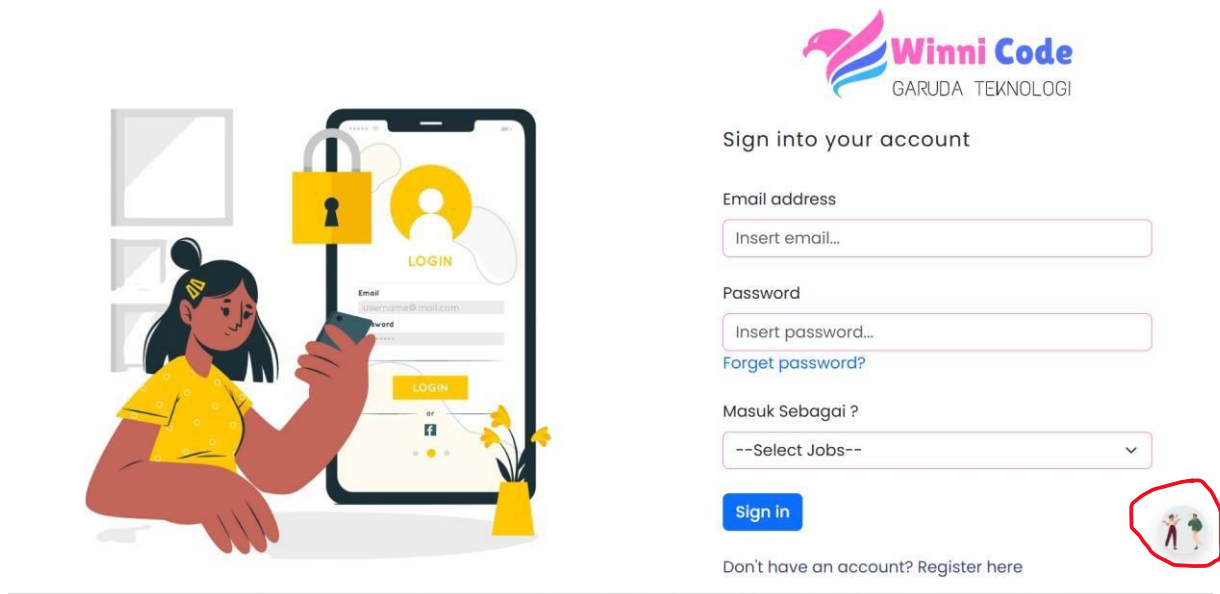 Winni Code
GARUDA TEKNOLOGI
Sign into your account
Email address
Insert email...
Password
Insert password...
Forget password?
Masuk Sebagai ?
--Select Jobs--
Sign in
Don't have an account? Register here
LOGIN
Email
username@mail.com
LOGIN
or